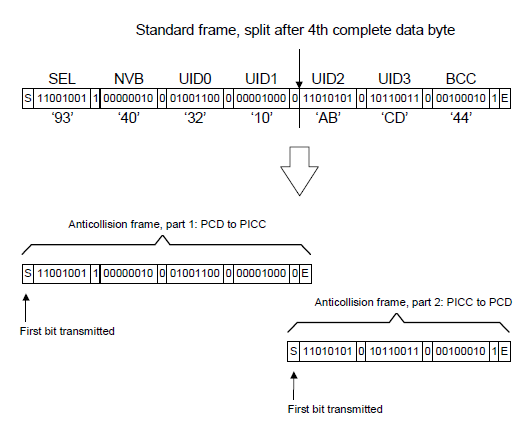 Standard frame, split after 4th complete data byte
SEL NVB UID0 UID1 UID2 UID3 BCC
S 11001001 1 00000010 0 01001100 0 00001000 0 11010101 0 10110011 0 00100010 1 E
‘93’ ‘40’ ‘32’ ‘10’ ‘AB’ ‘CD’ ‘44’
Anticollision frame, part 1: PCD to PICC
S 11001001 1 00000010 0 01001100 0 00001000 0 E
First bit transmitted
Anticollision frame, part 2: PICC to PCD
S 11010101 0 10110011 0 00100010 1 E
First bit transmitted